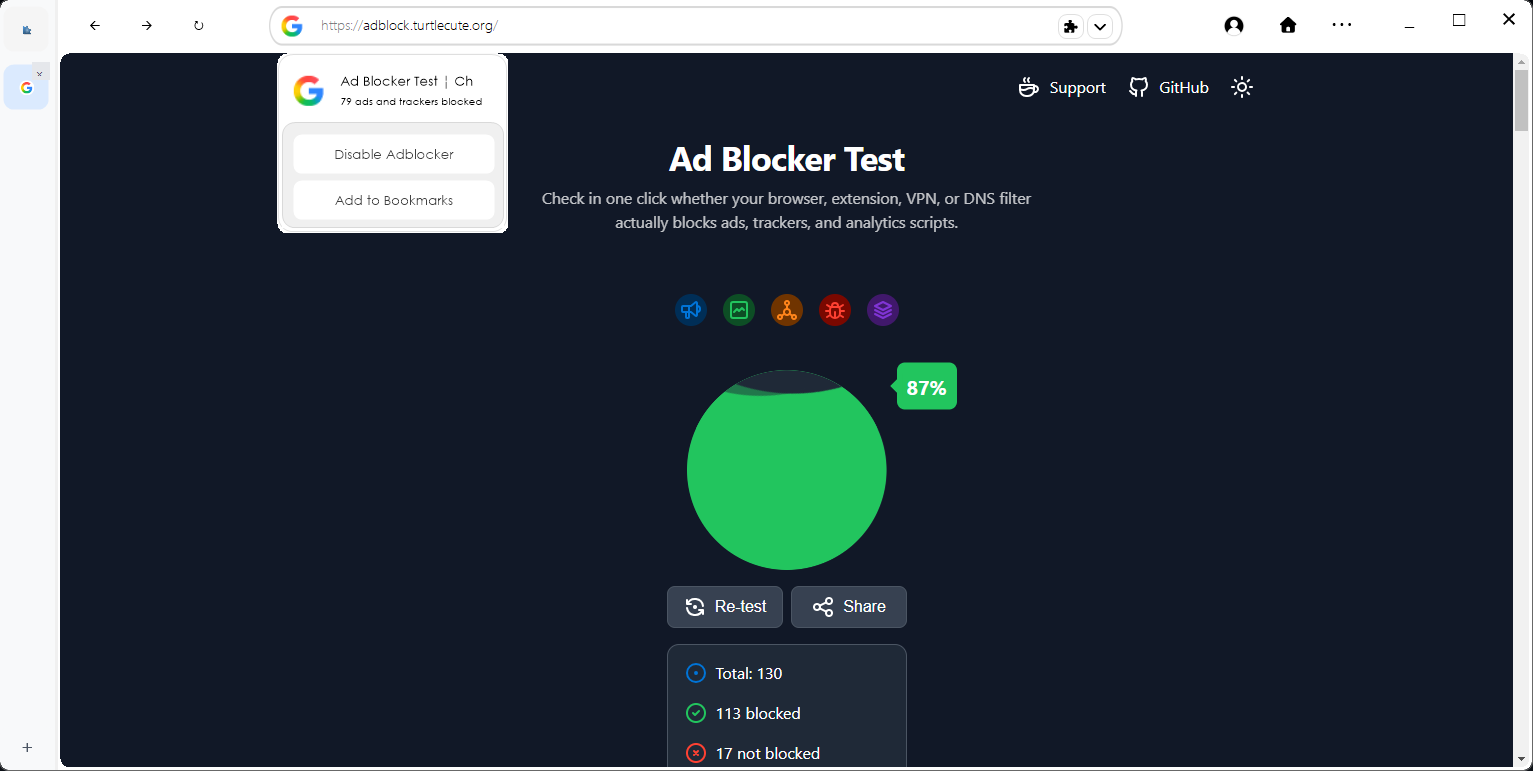 https://adblock.turtlecute.org/
Ad Blocker Test | Ch
79 ads and trackers blocked
Disable Adblocker
Add to Bookmarks
Support
GitHub
Ad Blocker Test
Check in one click whether your browser, extension, VPN, or DNS filter
actually blocks ads, trackers, and analytics scripts.
87%
Re-test
Share
Total: 130
113 blocked
17 not blocked